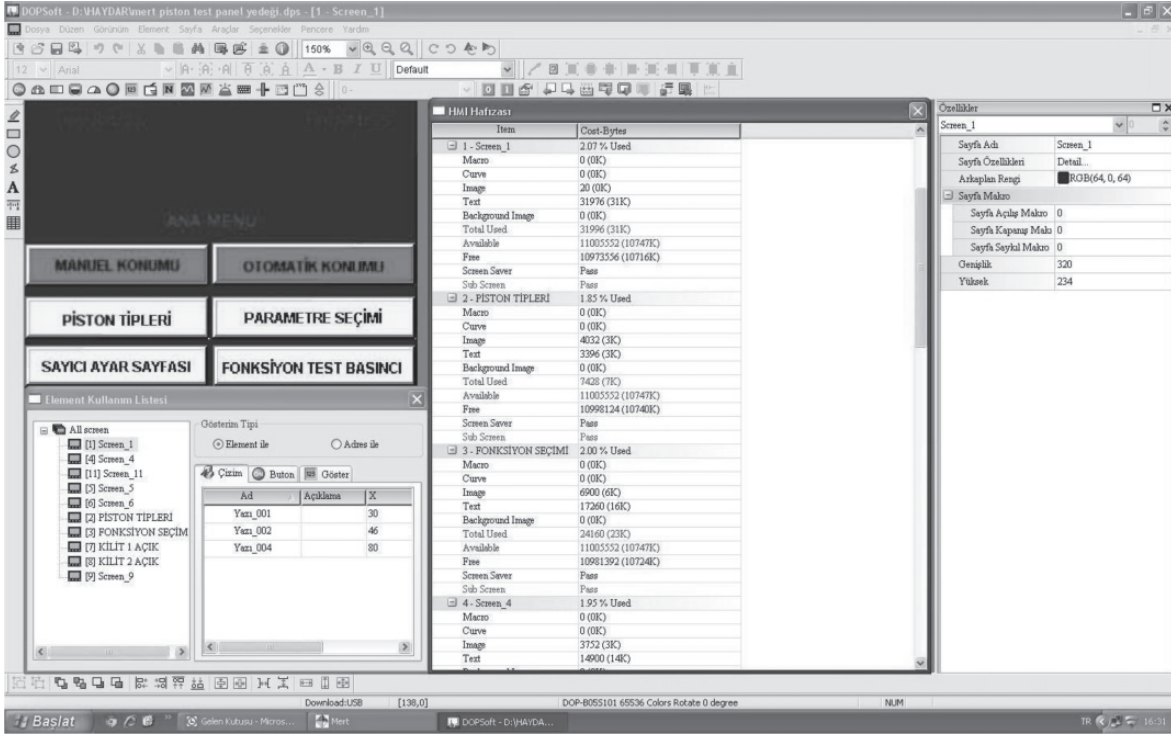 DOPSoft - D:\HAYDAR\mert piston test panel yedeği.dps - [1 - Screen_1]
Dosya Düzen Görünüm Element Sayfa Araçlar Seçenekler Pencere Yardım
150%
12 Arial Default
HMI Hafızası
Item Cost-Bytes
1 - Screen_1 2.07 % Used
Macro 0 (0K)
Curve 0 (0K)
Image 20 (0K)
Text 31976 (31K)
Background Image 0 (0K)
Total Used 31996 (31K)
Available 11005552 (10747K)
Free 10973556 (10716K)
Screen Saver Pass
Sub Screen Pass
2 - PİSTON TİPLERİ 1.85 % Used
Macro 0 (0K)
Curve 0 (0K)
Image 4032 (3K)
Text 3396 (3K)
Background Image 0 (0K)
Total Used 7428 (7K)
Available 11005552 (10747K)
Free 10998124 (10740K)
Screen Saver Pass
Sub Screen Pass
3 - FONKSİYON SEÇİMİ 2.00 % Used
Macro 0 (0K)
Curve 0 (0K)
Image 6900 (6K)
Text 17260 (16K)
Background Image 0 (0K)
Total Used 24160 (23K)
Available 11005552 (10747K)
Free 10981392 (10724K)
Screen Saver Pass
Sub Screen Pass
4 - Screen_4 1.95 % Used
Macro 0 (0K)
Curve 0 (0K)
Image 3752 (3K)
Text 14900 (14K)
Özellikler
Screen_1 0
Sayfa Adı Screen_1
Sayfa Özellikleri Detail...
Arkaplan Rengi RGB(64, 0, 64)
Sayfa Makro
Sayfa Açılış Makro 0
Sayfa Kapanış Makı 0
Sayfa Saykıl Makro 0
Genişlik 320
Yüksek 234
ANA MENU
MANUEL KONUMU OTOMATİK KONUMU
PİSTON TİPLERİ PARAMETRE SEÇİMİ
SAYICI AYAR SAYFASI FONKSİYON TEST BASINCI
Element Kullanım Listesi
All screen
[1] Screen_1
[4] Screen_4
[11] Screen_11
[5] Screen_5
[6] Screen_6
[2] PİSTON TİPLERİ
[3] FONKSİYON SEÇİM
[7] KİLİT 1 AÇIK
[8] KİLİT 2 AÇIK
[9] Screen_9
Gösterim Tipi
Element ile Adres ile
Çizim Buton Göster
Ad Açıklama X
Yazı_001 30
Yazı_002 46
Yazı_004 80
Download:USB [138,0] DOP-B05S101 65536 Colors Rotate 0 degree NUM
Başlat Gelen Kutusu - Micros... Mert DOPSoft - D:\HAYDA... TR 16:31